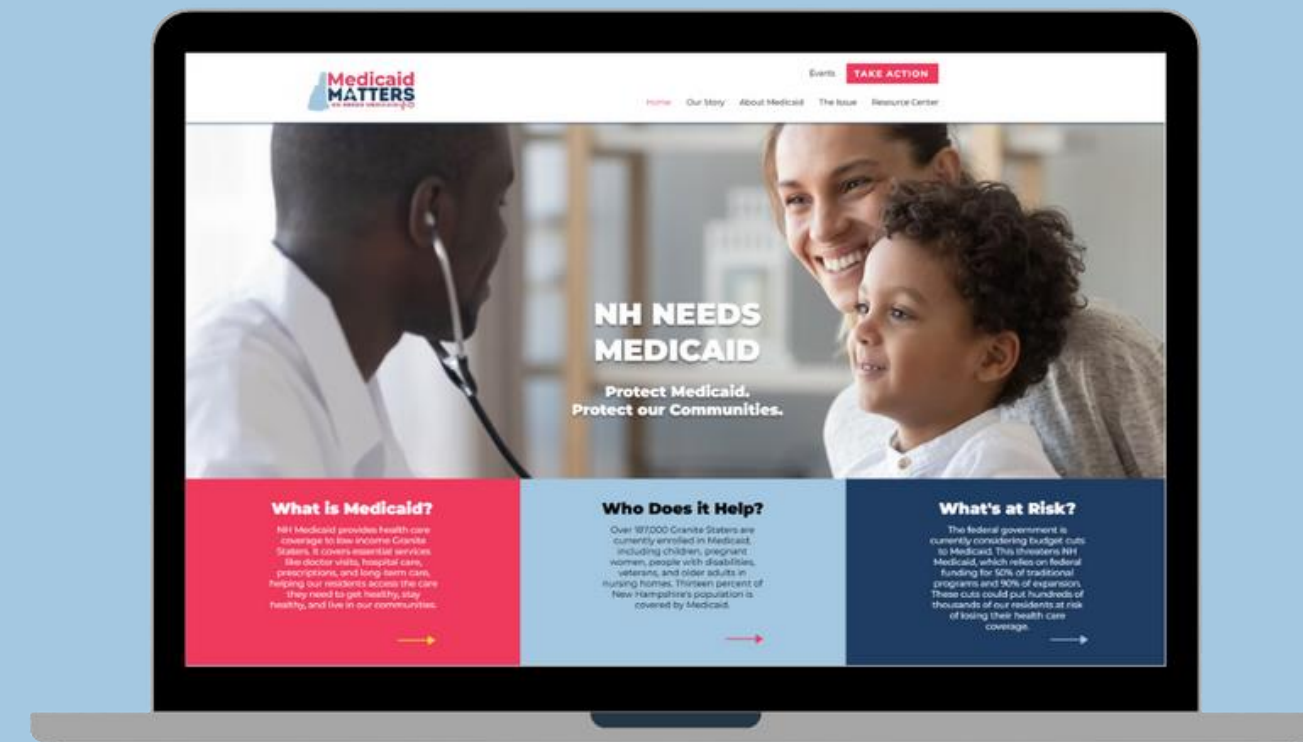 Medicaid
MATTERS
NH NEEDS MEDICAID
Events
TAKE ACTION
Home Our Story About Medicaid The Issue Resource Center
NH NEEDS
MEDICAID
Protect Medicaid.
Protect our Communities.
What is Medicaid?
NH Medicaid provides health care
coverage to low income Granite
Staters. It covers essential services
like doctor visits, hospital care,
prescriptions, and long-term care,
helping our residents access the care
they need to get healthy, stay
healthy, and live in our communities.
Who Does it Help?
Over 187,000 Granite Staters are
currently enrolled in Medicaid,
including children, pregnant
women, people with disabilities,
veterans, and older adults in
nursing homes. Thirteen percent of
New Hampshire's population is
covered by Medicaid.
What's at Risk?
The federal government is
currently considering budget cuts
to Medicaid. This threatens NH
Medicaid, which relies on federal
funding for 50% of traditional
programs and 90% of expansion.
These cuts could put hundreds of
thousands of our residents at risk
of losing their health care
coverage.